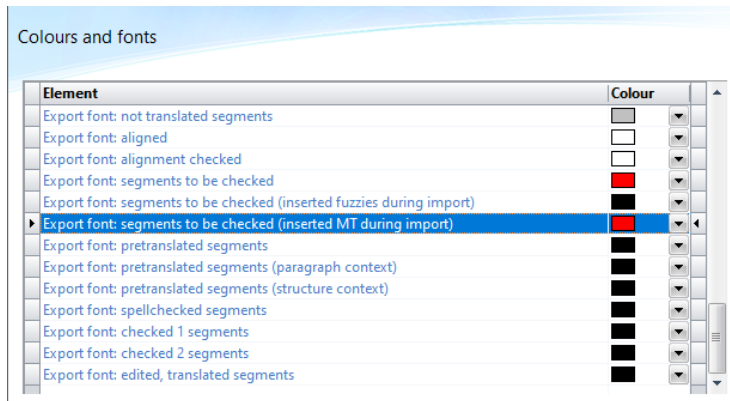 Colours and fonts
Element Colour
Export font: not translated segments
Export font: aligned
Export font: alignment checked
Export font: segments to be checked
Export font: segments to be checked (inserted fuzzies during import)
Export font: segments to be checked (inserted MT during import)
Export font: pretranslated segments
Export font: pretranslated segments (paragraph context)
Export font: pretranslated segments (structure context)
Export font: spellchecked segments
Export font: checked 1 segments
Export font: checked 2 segments
Export font: edited, translated segments